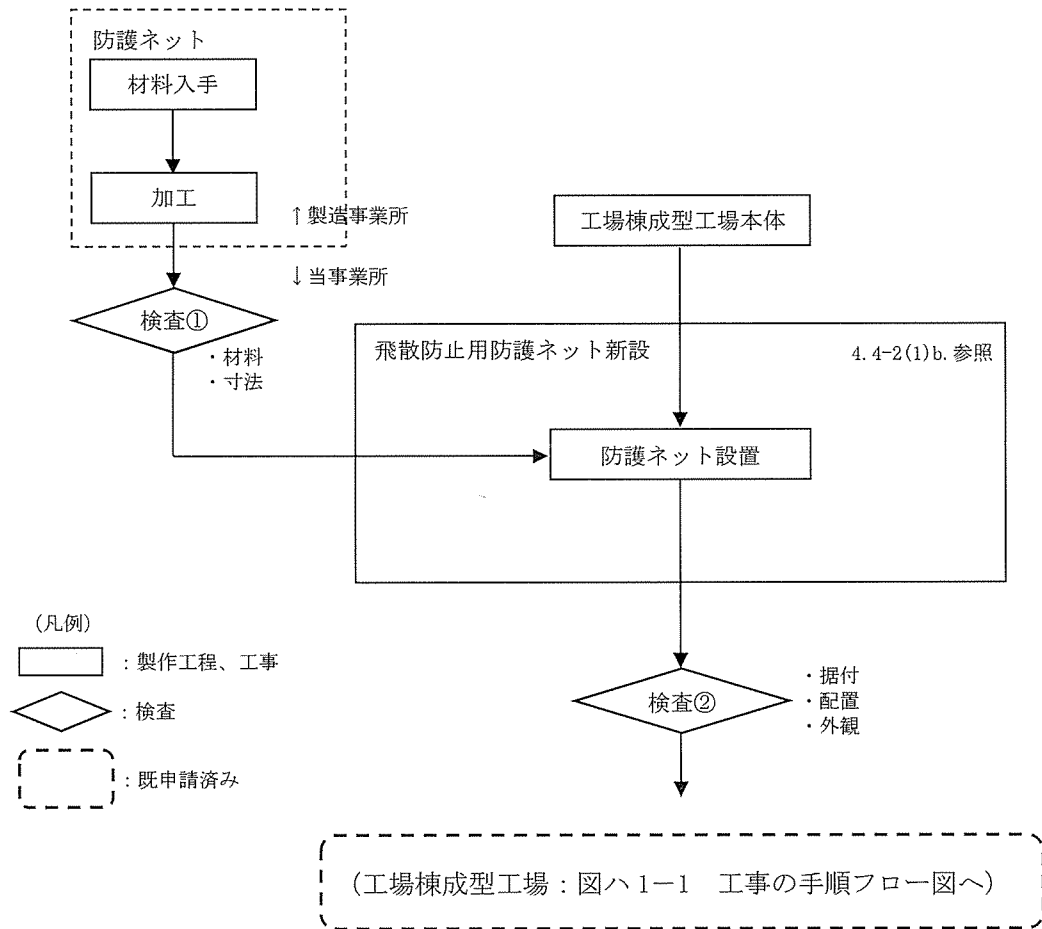 防護ネット
材料入手
加工
↑製造事業所
↓当事業所
検査①
・材料
・寸法
工場棟成型工場本体
飛散防止用防護ネット新設
4.4-2(1)b.参照
防護ネット設置
検査②
・据付
・配置
・外観
(凡例)
：製作工程、工事
：検査
：既申請済み
(工場棟成型工場：図ハ1-1 工事の手順フロー図へ)